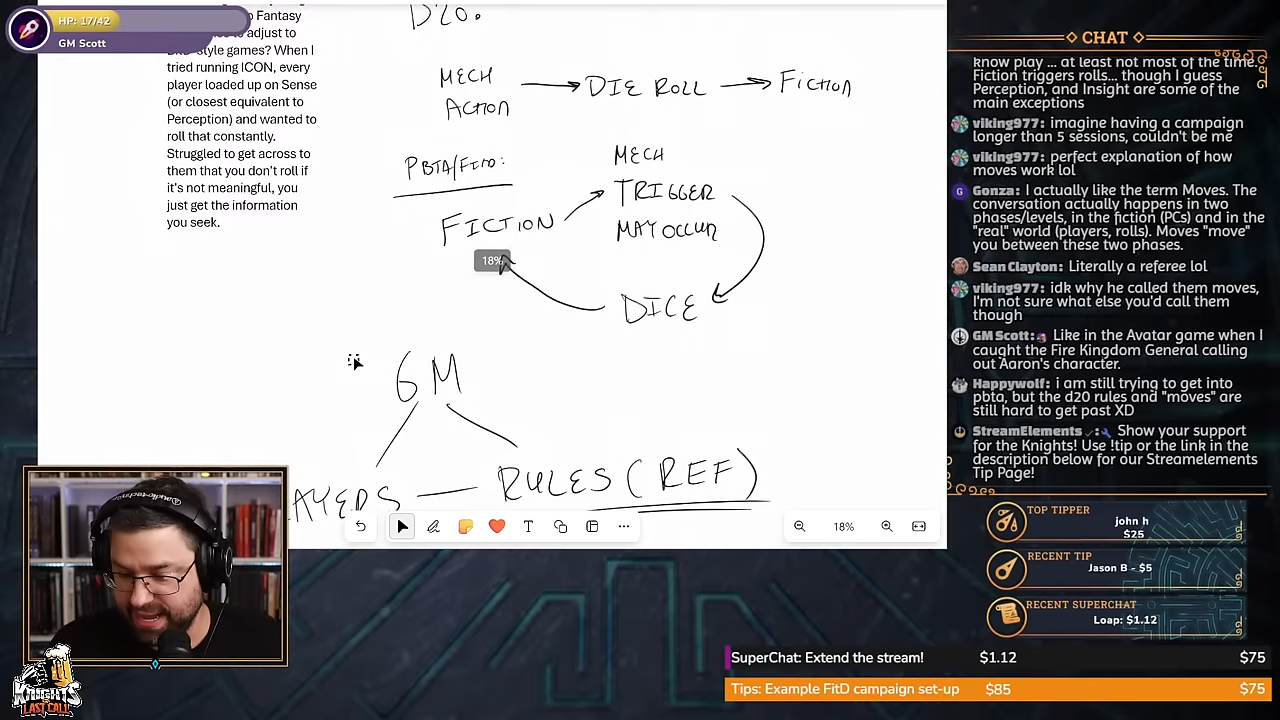 HP: 17/42
GM Scott
Fantasy
adjust to
style games? When I
tried running ICON, every
player loaded up on Sense
(or closest equivalent to
Perception) and wanted to
roll that constantly.
Struggled to get across to
them that you don't roll if
it's not meaningful, you
just get the information
you seek.
D20.
MECH
ACTION
DIE ROLL
FICTION
PBTA/FITD:
FICTION
MECH
TRIGGER
MAY OCCUR
DICE
18%
GM
AYERS
RULES (REF)
T
18%
CHAT
know play ... at least not most of the time.
Fiction triggers rolls... though I guess
Perception, and Insight are some of the
main exceptions
viking977: imagine having a campaign
longer than 5 sessions, couldn't be me
viking977: perfect explanation of how
moves work lol
G Gonza: I actually like the term Moves. The
conversation actually happens in two
phases/levels, in the fiction (PCs) and in the
"real" world (players, rolls). Moves "move"
you between these two phases.
Sean Clayton: Literally a referee lol
viking977: idk why he called them moves,
I'm not sure what else you'd call them
though
GM Scott: Like in the Avatar game when I
caught the Fire Kingdom General calling
out Aaron's character.
Happywolf: i am still trying to get into
pbta, but the d20 rules and "moves" are
still hard to get past XD
StreamElements : Show your support
for the Knights! Use !tip or the link in the
description below for our Streamelements
Tip Page!
TOP TIPPER
john h
$25
RECENT TIP
Jason B - $5
RECENT SUPERCHAT
Loap: $1.12
SuperChat: Extend the stream! $1.12 $75
Tips: Example FitD campaign set-up $85 $75
KNIGHTS
OF LAST CALL